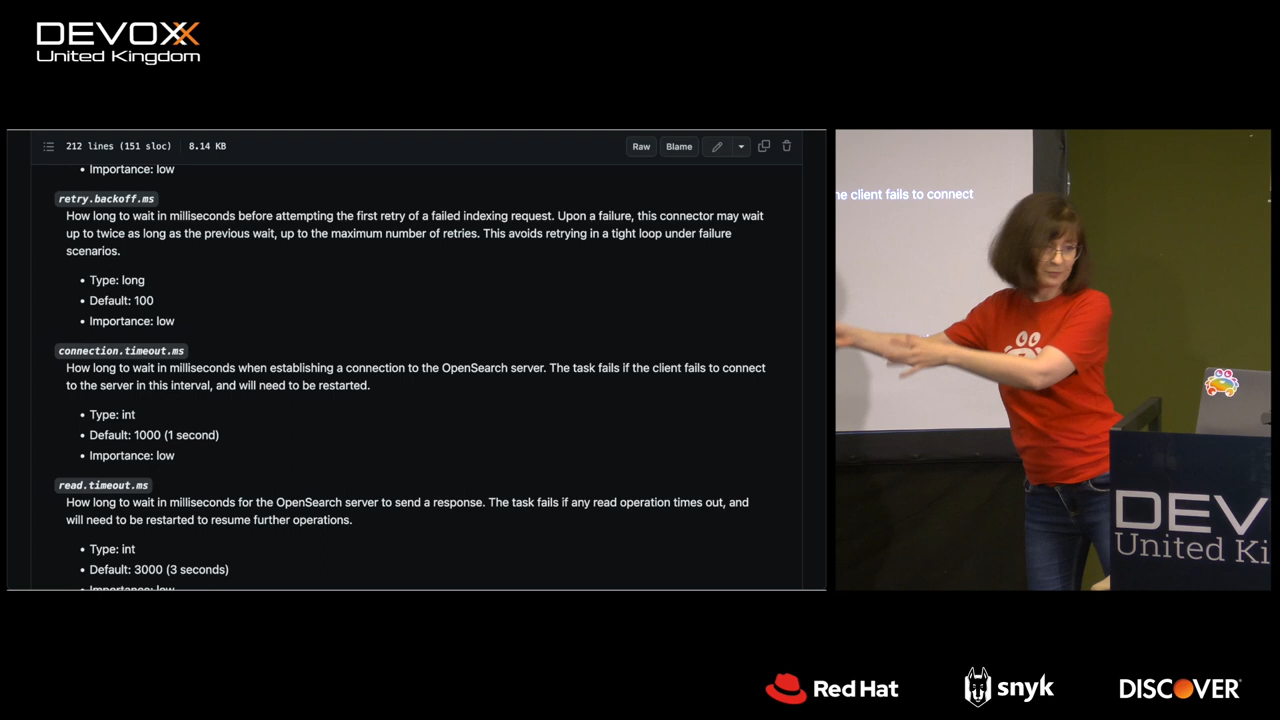 DEVOXX
United Kingdom
212 lines (151 sloc) 8.14 KB
Raw Blame
• Importance: low
retry.backoff.ms
How long to wait in milliseconds before attempting the first retry of a failed indexing request. Upon a failure, this connector may wait
up to twice as long as the previous wait, up to the maximum number of retries. This avoids retrying in a tight loop under failure
scenarios.
• Type: long
• Default: 100
• Importance: low
connection.timeout.ms
How long to wait in milliseconds when establishing a connection to the OpenSearch server. The task fails if the client fails to connect
to the server in this interval, and will need to be restarted.
• Type: int
• Default: 1000 (1 second)
• Importance: low
read.timeout.ms
How long to wait in milliseconds for the OpenSearch server to send a response. The task fails if any read operation times out, and
will need to be restarted to resume further operations.
• Type: int
• Default: 3000 (3 seconds)
• Importance: low
he client fails to connect
DEV
United Ki
Red Hat
snyk
DISCOVER